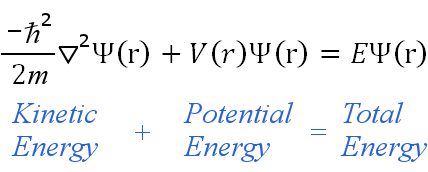 -ħ²/2m ∇²Ψ(r) + V(r)Ψ(r) = EΨ(r)
Kinetic Energy + Potential Energy = Total Energy